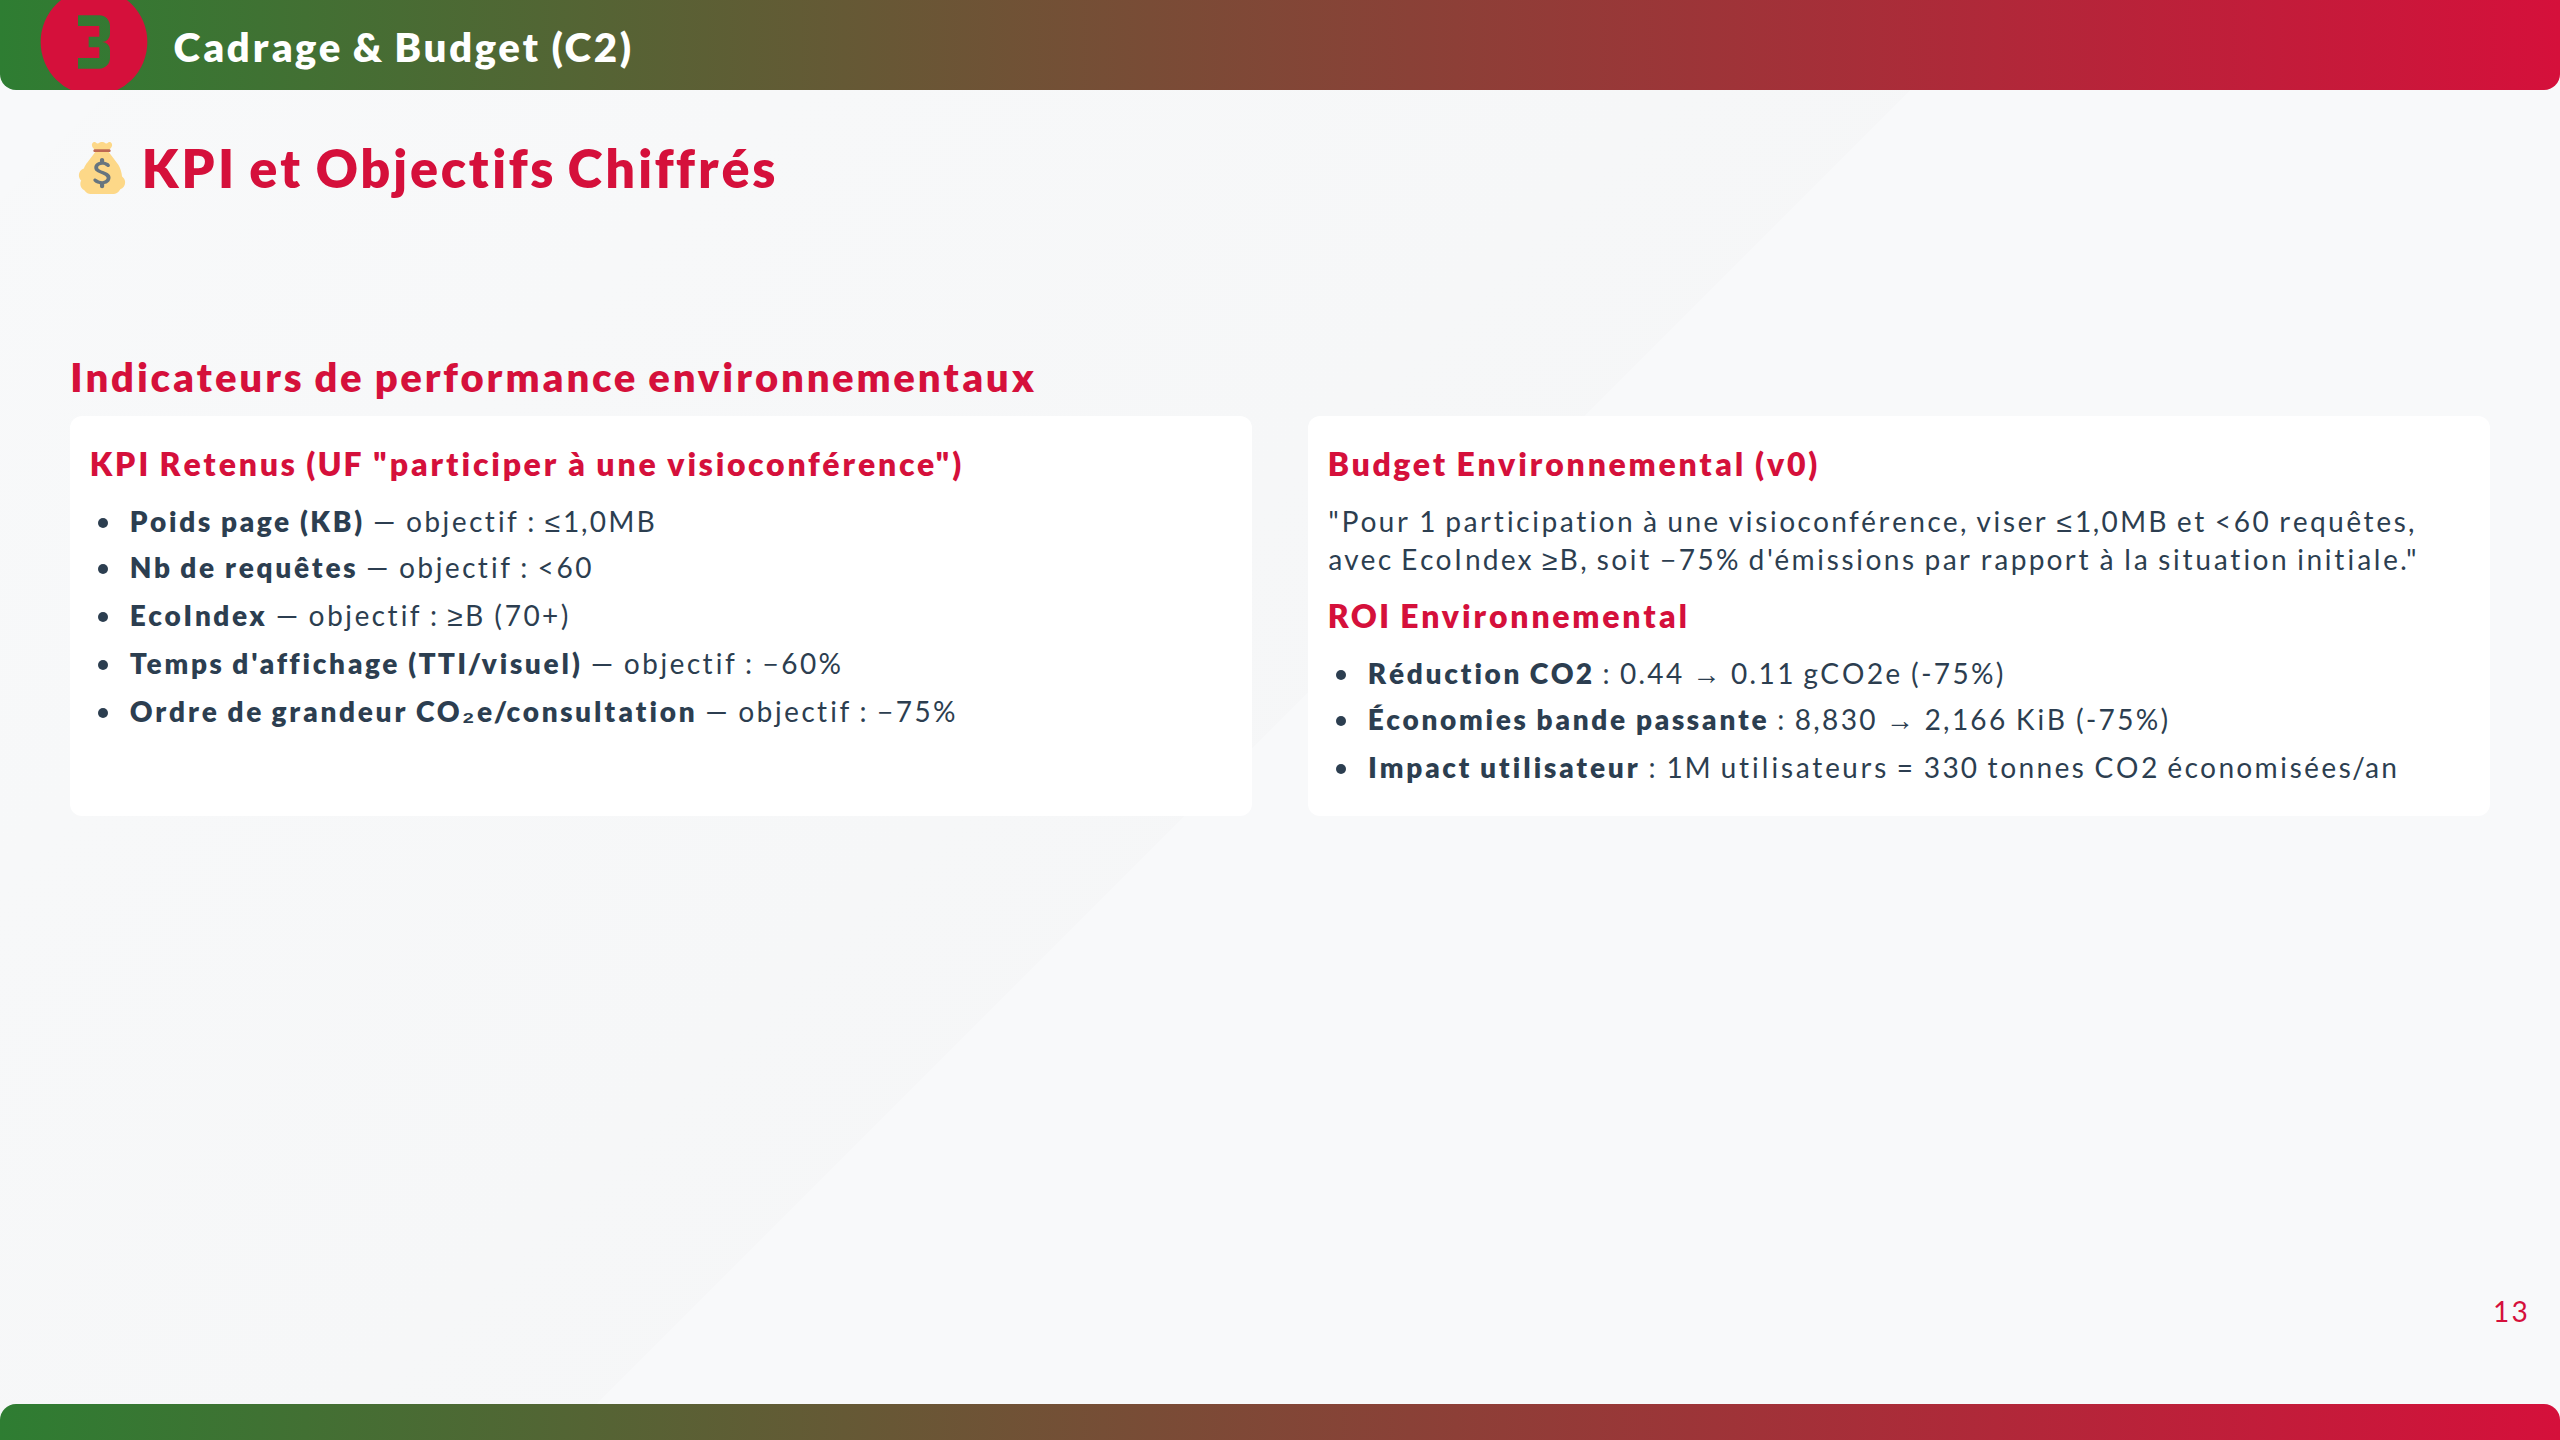 3
Cadrage & Budget (C2)
KPI et Objectifs Chiffrés
Indicateurs de performance environnementaux
KPI Retenus (UF "participer à une visioconférence")
• Poids page (KB) — objectif : ≤1,0MB
• Nb de requêtes — objectif : <60
• EcoIndex — objectif : ≥B (70+)
• Temps d'affichage (TTI/visuel) — objectif : −60%
• Ordre de grandeur CO₂e/consultation — objectif : −75%
Budget Environnemental (v0)
"Pour 1 participation à une visioconférence, viser ≤1,0MB et <60 requêtes,
avec EcoIndex ≥B, soit −75% d'émissions par rapport à la situation initiale."
ROI Environnemental
• Réduction CO2 : 0.44 → 0.11 gCO2e (-75%)
• Économies bande passante : 8,830 → 2,166 KiB (-75%)
• Impact utilisateur : 1M utilisateurs = 330 tonnes CO2 économisées/an
13